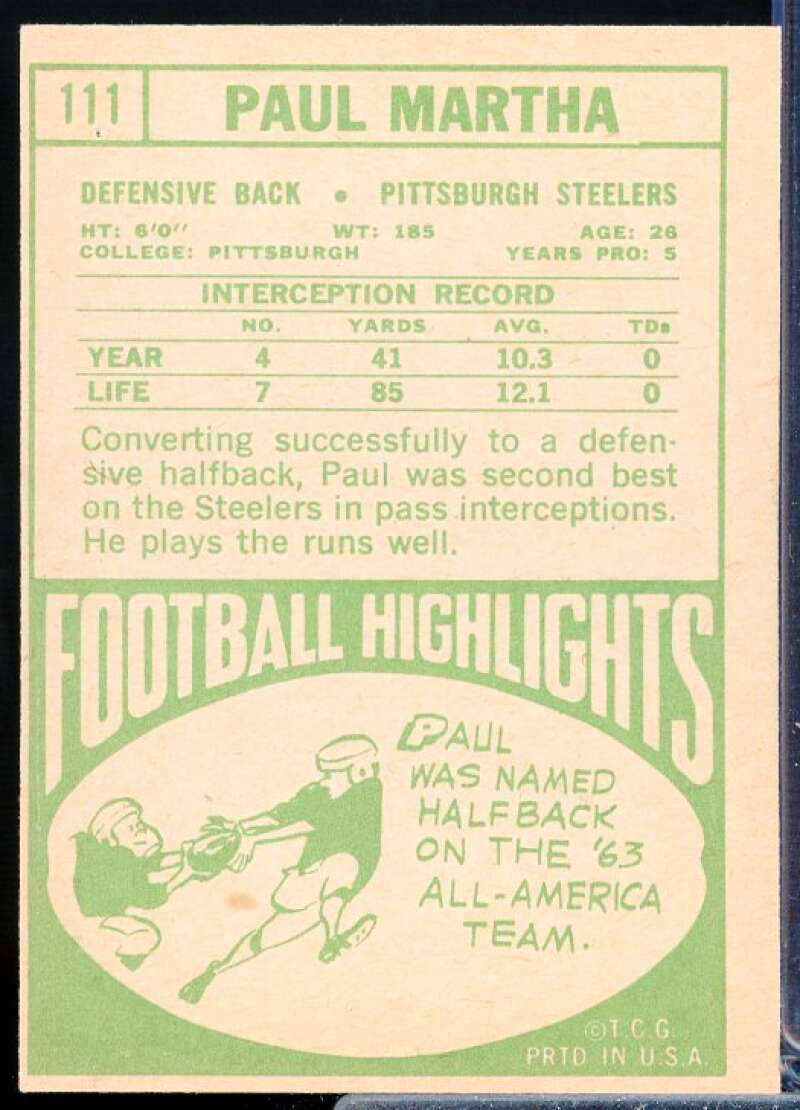 111 PAUL MARTHA
DEFENSIVE BACK • PITTSBURGH STEELERS
HT: 6'0'' WT: 185 AGE: 26
COLLEGE: PITTSBURGH YEARS PRO: 5
INTERCEPTION RECORD
NO. YARDS AVG. TDs
YEAR 4 41 10.3 0
LIFE 7 85 12.1 0
Converting successfully to a defen-
sive halfback, Paul was second best
on the Steelers in pass interceptions.
He plays the runs well.
FOOTBALL HIGHLIGHTS
PAUL
WAS NAMED
HALFBACK
ON THE '63
ALL-AMERICA
TEAM.
©T.C.G.
PRTD IN U.S.A.